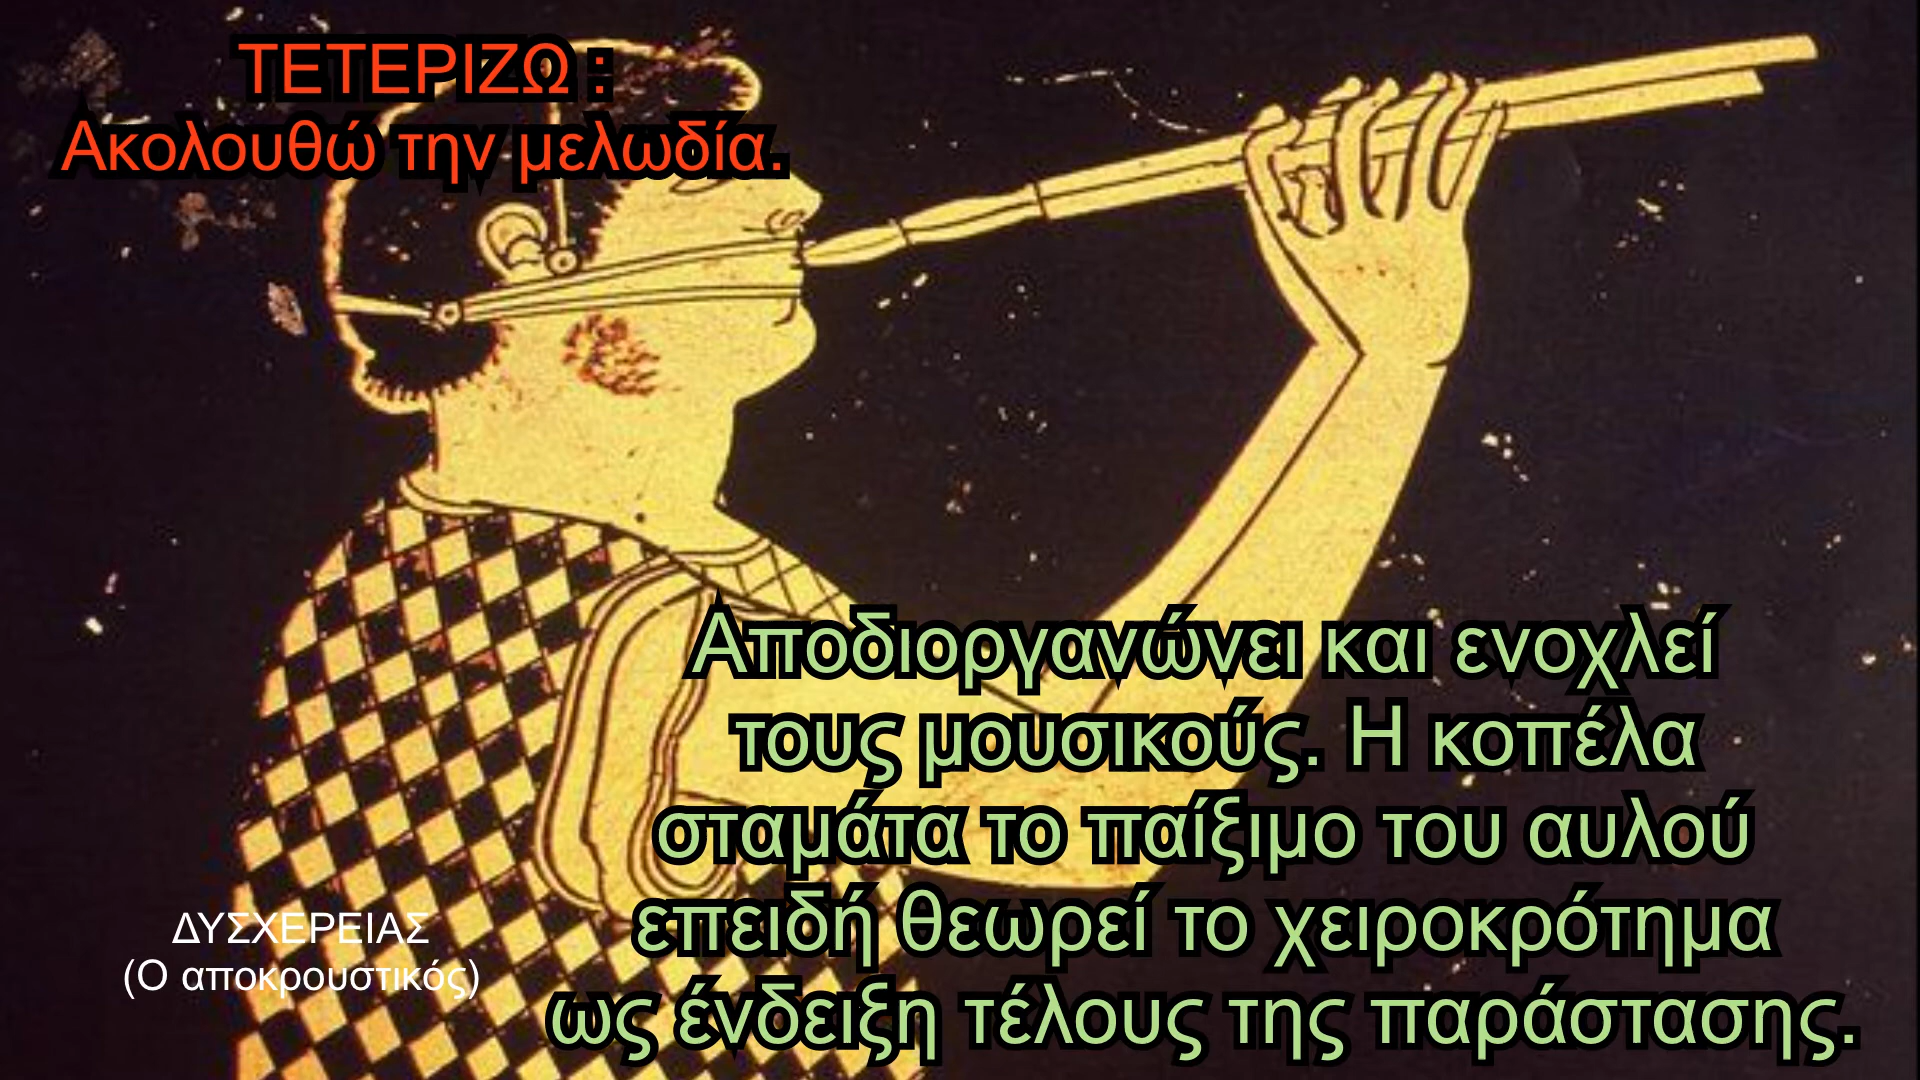 ΤΕΤΕΡΙΖΩ :
Ακολουθώ την μελωδία.
Αποδιοργανώνει και ενοχλεί
τους μουσικούς. Η κοπέλα
σταμάτα το παίξιμο του αυλού
επειδή θεωρεί το χειροκρότημα
ως ένδειξη τέλους της παράστασης.
ΔΥΣΧΕΡΕΙΑΣ
(Ο αποκρουστικός)